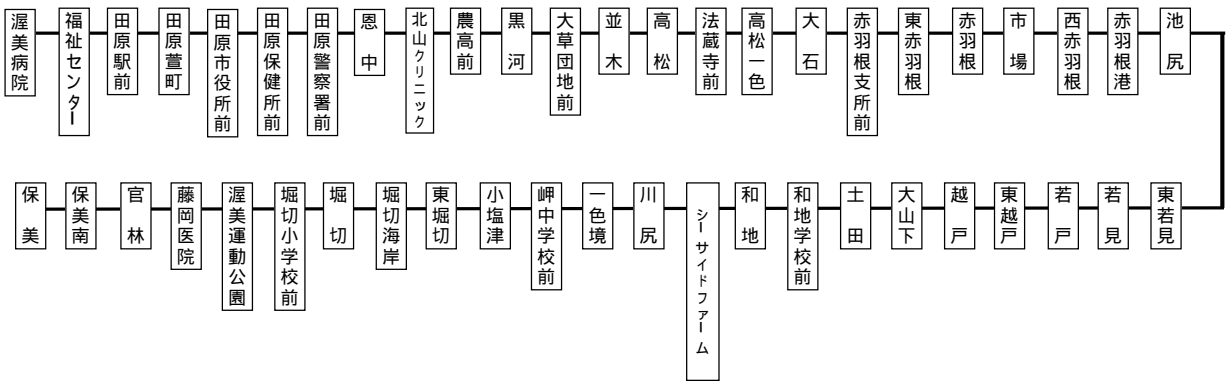 渥美病院
福祉センター
田原駅前
田原萱町
田原市役所前
田原保健所前
田原警察署前
恩中
北山クリニック
農高前
黒河
大草団地前
並木
高松
法蔵寺前
高松一色
大石
赤羽根支所前
東赤羽根
赤羽根
市場
西赤羽根
赤羽根港
池尻
東若見
若見
若戸
東越戸
越戸
大山下
土田
和地学校前
和地
シーサイドファーム
川尻
一色境
岬中学校前
小塩津
東堀切
堀切海岸
堀切
堀切小学校前
渥美運動公園
藤岡医院
官林
保美南
保美